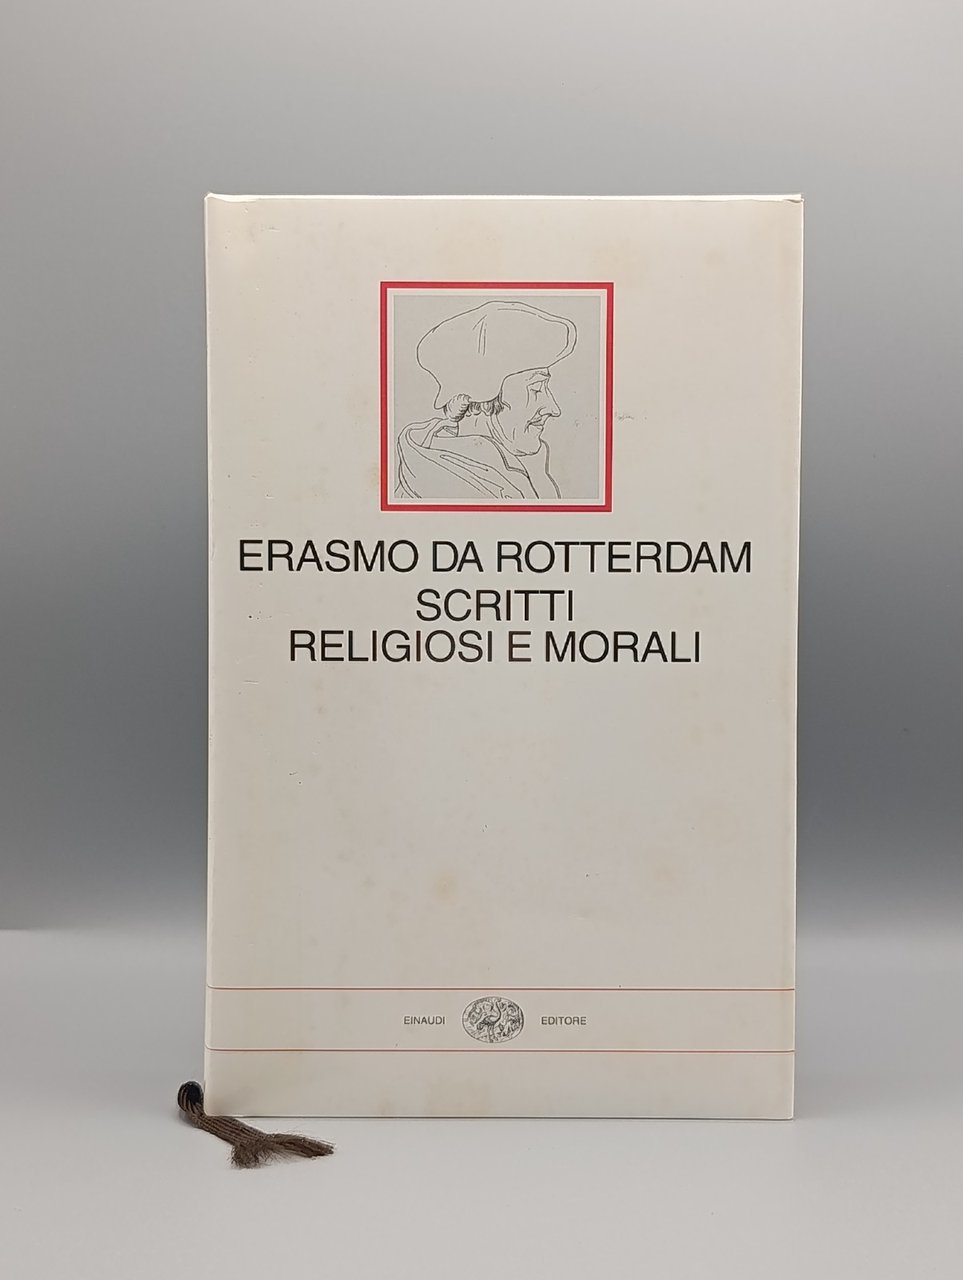 ERASMO DA ROTTERDAM
SCRITTI
RELIGIOSI E MORALI
EINAUDI EDITORE